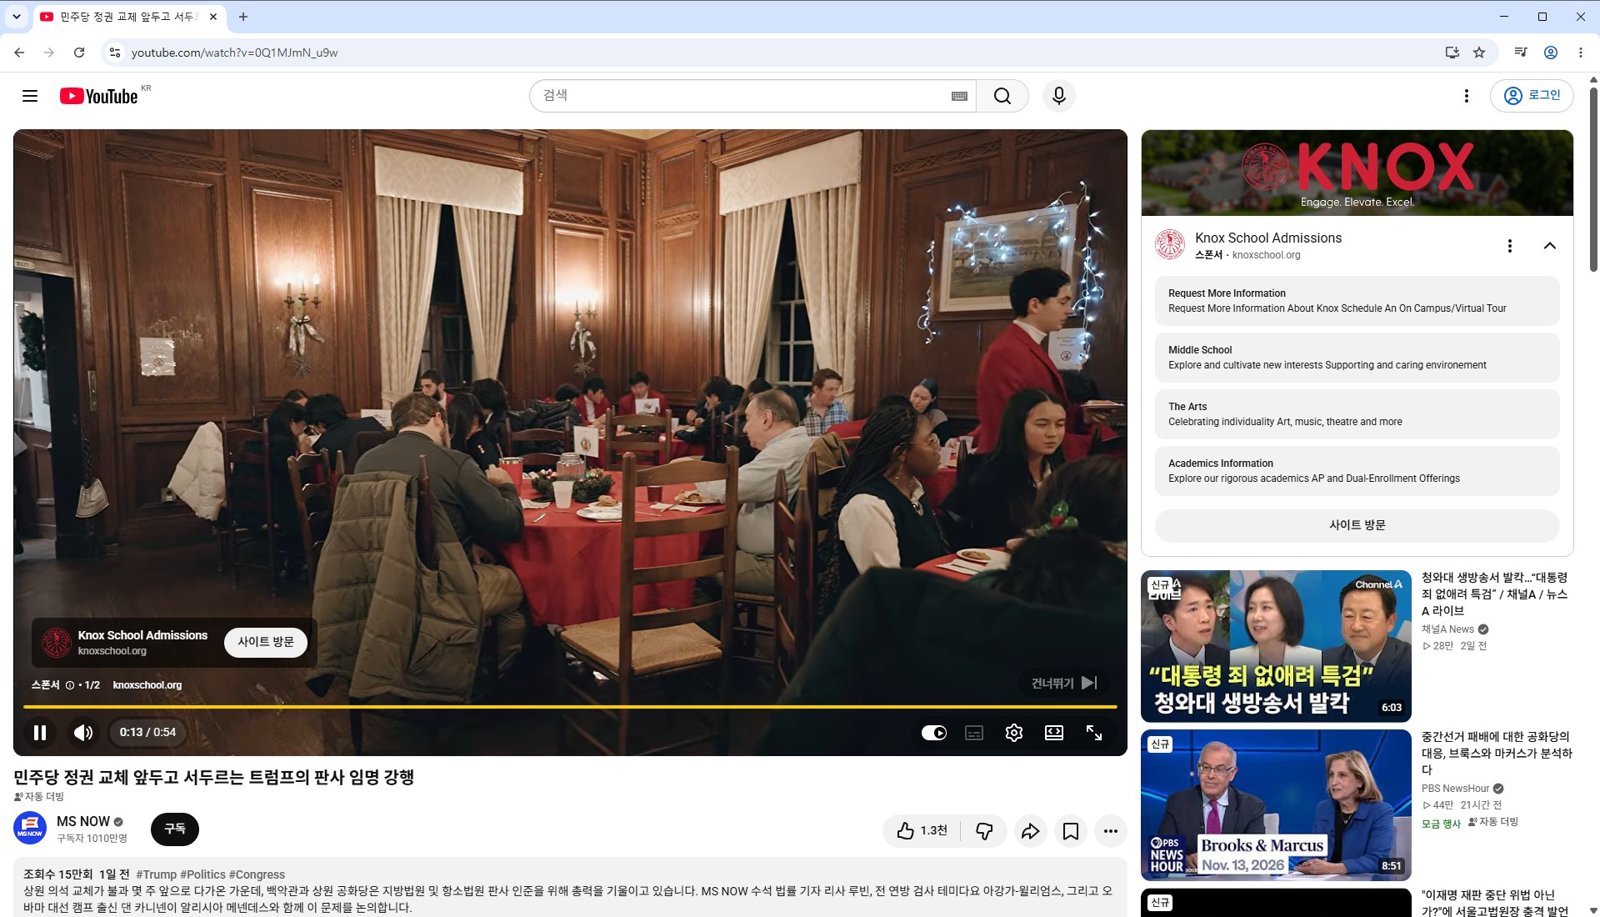 민주당 정권 교체 앞두고 서두
youtube.com/watch?v=0Q1MJmN_u9w
YouTube KR
검색
로그인
KNOX
Engage. Elevate. Excel.
Knox School Admissions
스폰서 · knoxschool.org
Request More Information
Request More Information About Knox Schedule An On Campus/Virtual Tour
Middle School
Explore and cultivate new interests Supporting and caring environement
The Arts
Celebrating individuality Art, music, theatre and more
Academics Information
Explore our rigorous academics AP and Dual-Enrollment Offerings
사이트 방문
Knox School Admissions
knoxschool.org
사이트 방문
스폰서 · 1/2 knoxschool.org
건너뛰기
0:13 / 0:54
민주당 정권 교체 앞두고 서두르는 트럼프의 판사 임명 강행
자동 더빙
MS NOW
MS NOW
구독자 1010만명
구독
1.3천
조회수 15만회 1일 전 #Trump #Politics #Congress
상원 의석 교체가 불과 몇 주 앞으로 다가온 가운데, 백악관과 상원 공화당은 지방법원 및 항소법원 판사 인준을 위해 총력을 기울이고 있습니다. MS NOW 수석 법률 기자 리사 루빈, 전 연방 검사 테미다요 아강가-윌리엄스, 그리고 오
바마 대선 캠프 출신 댄 카니넨이 알리시아 메넨데스와 함께 이 문제를 논의합니다.
신규
Channel A
“대통령 죄 없애려 특검”
청와대 생방송서 발칵
6:03
청와대 생방송서 발칵…“대통령
죄 없애려 특검” / 채널A / 뉴스
A 라이브
채널A News
28만 2일 전
신규
PBS NEWS HOUR
Brooks & Marcus
Nov. 13, 2026
8:51
중간선거 패배에 대한 공화당의
대응, 브룩스와 마커스가 분석하
다
PBS NewsHour
44만 21시간 전
모금 행사 자동 더빙
신규
"이재명 재판 중단 위법 아닌
가?"에 서울고법원장 충격 발언